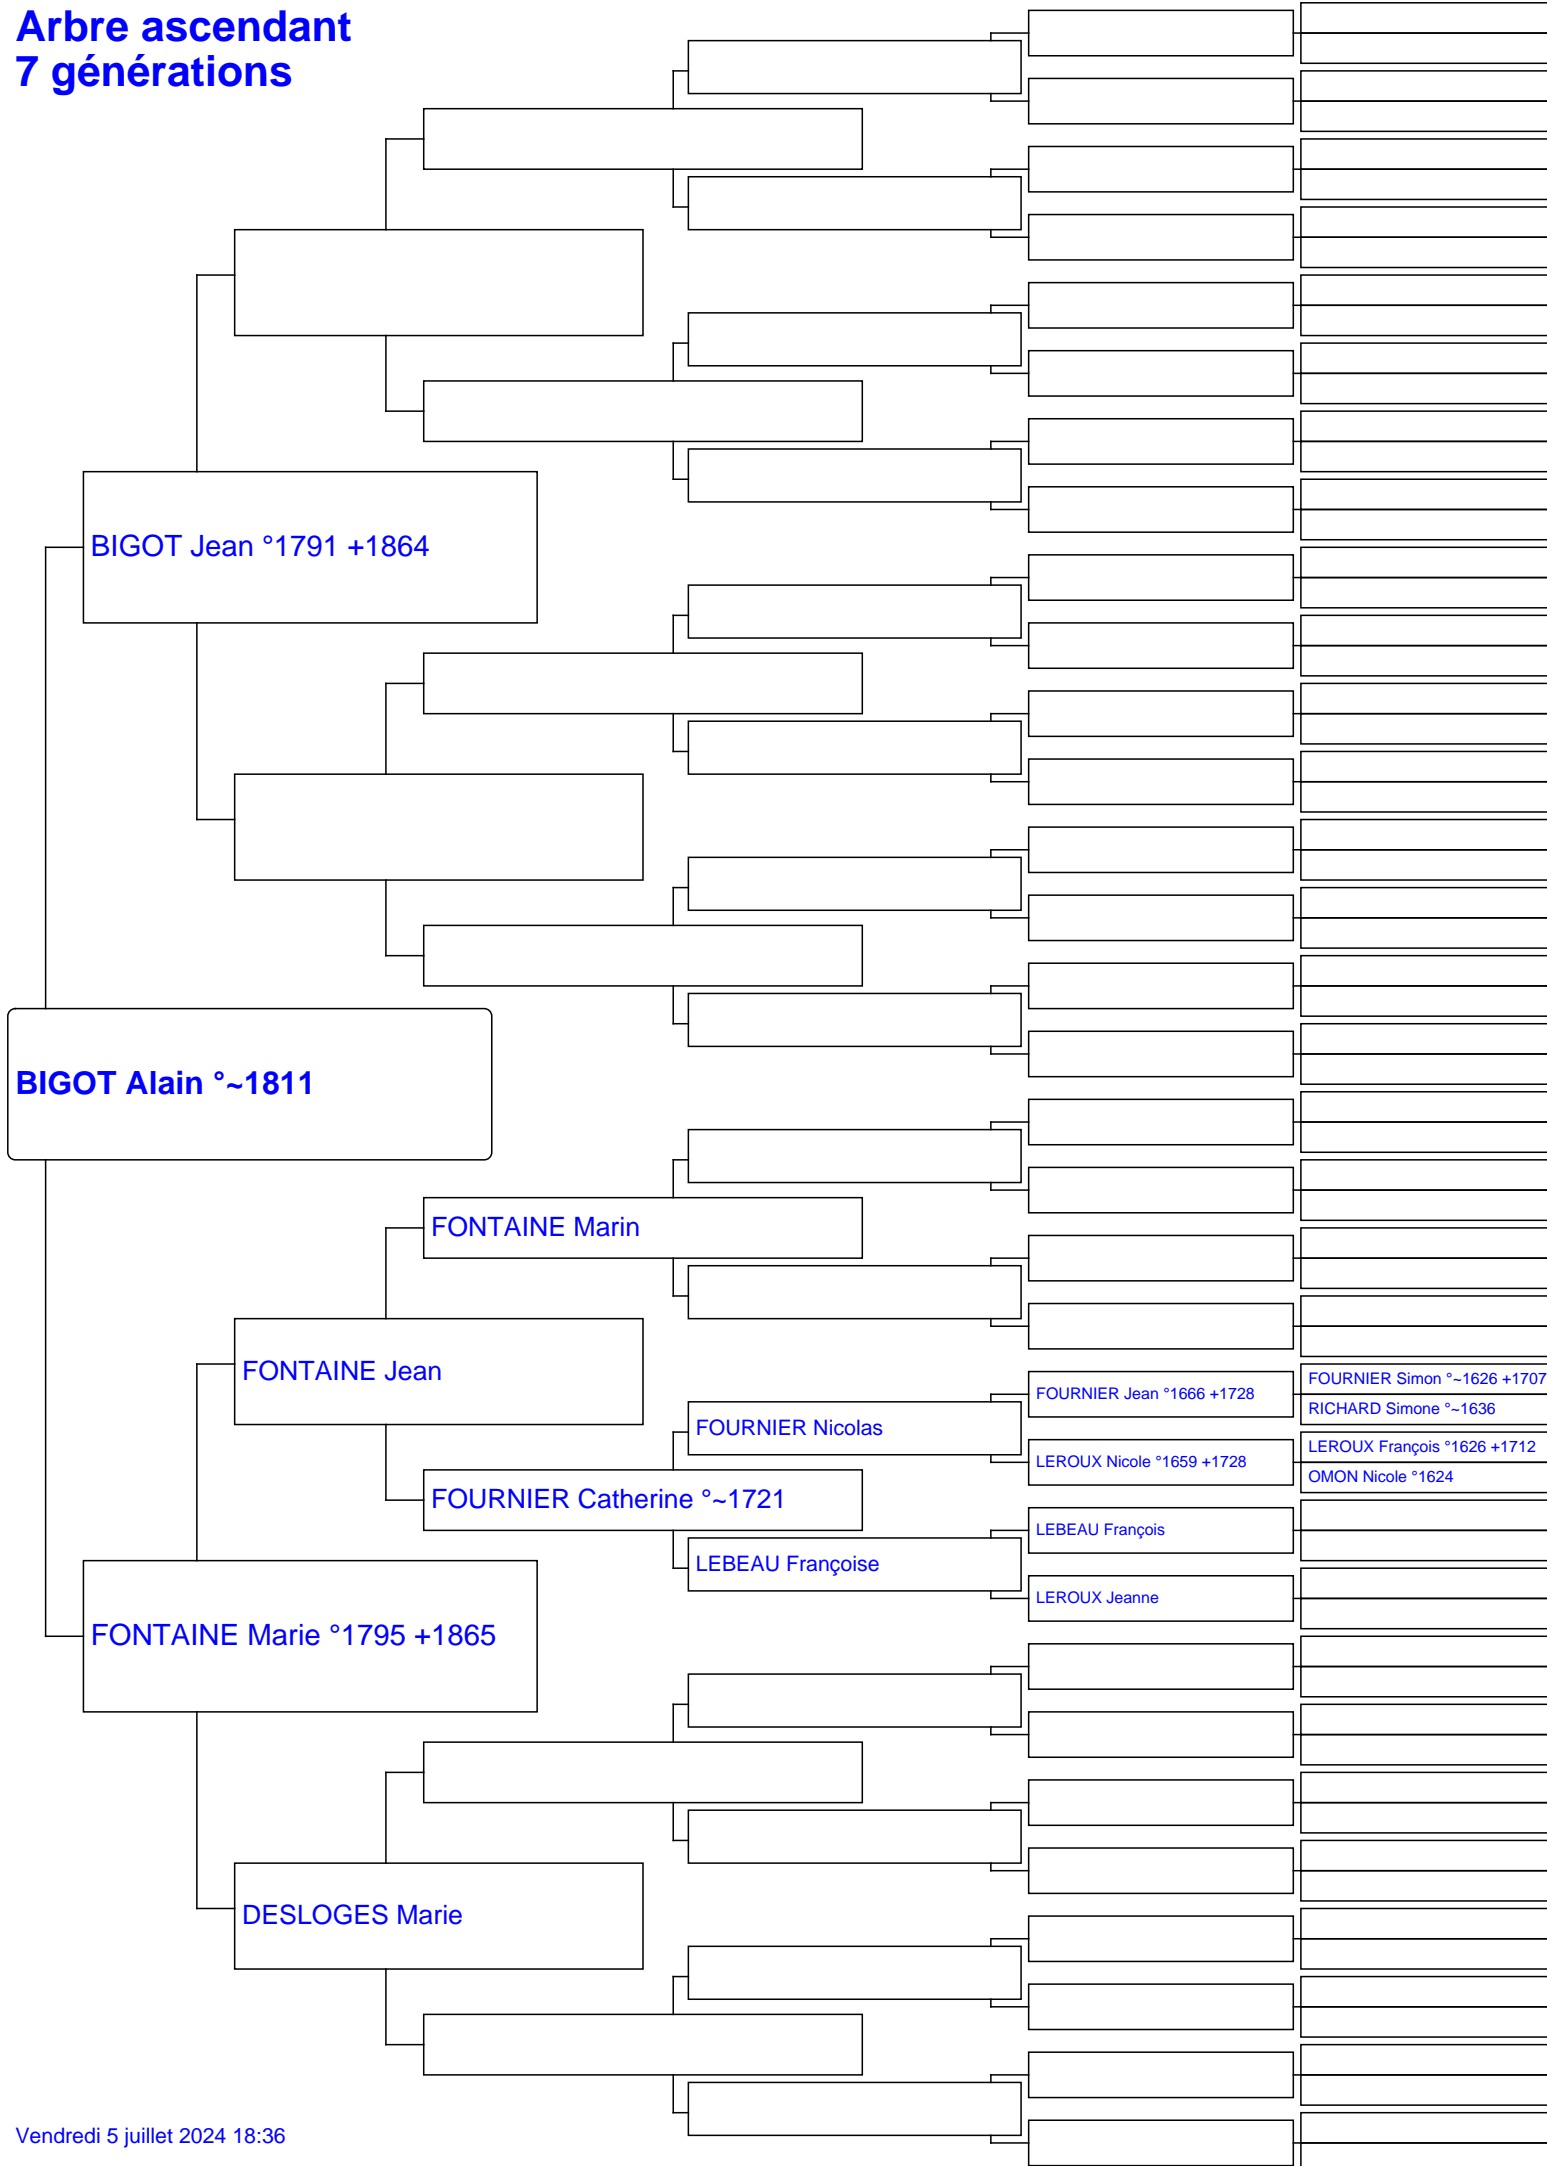 Arbre ascendant
7 générations
BIGOT Jean °1791 +1864
BIGOT Alain °~1811
FONTAINE Marin
FONTAINE Jean
FOURNIER Jean °1666 +1728
FOURNIER Simon °~1626 +1707
RICHARD Simone °~1636
FOURNIER Nicolas
LEROUX Nicole °1659 +1728
LEROUX François °1626 +1712
OMON Nicole °1624
FOURNIER Catherine °~1721
LEBEAU François
LEBEAU Françoise
LEROUX Jeanne
FONTAINE Marie °1795 +1865
DESLOGES Marie
Vendredi 5 juillet 2024 18:36